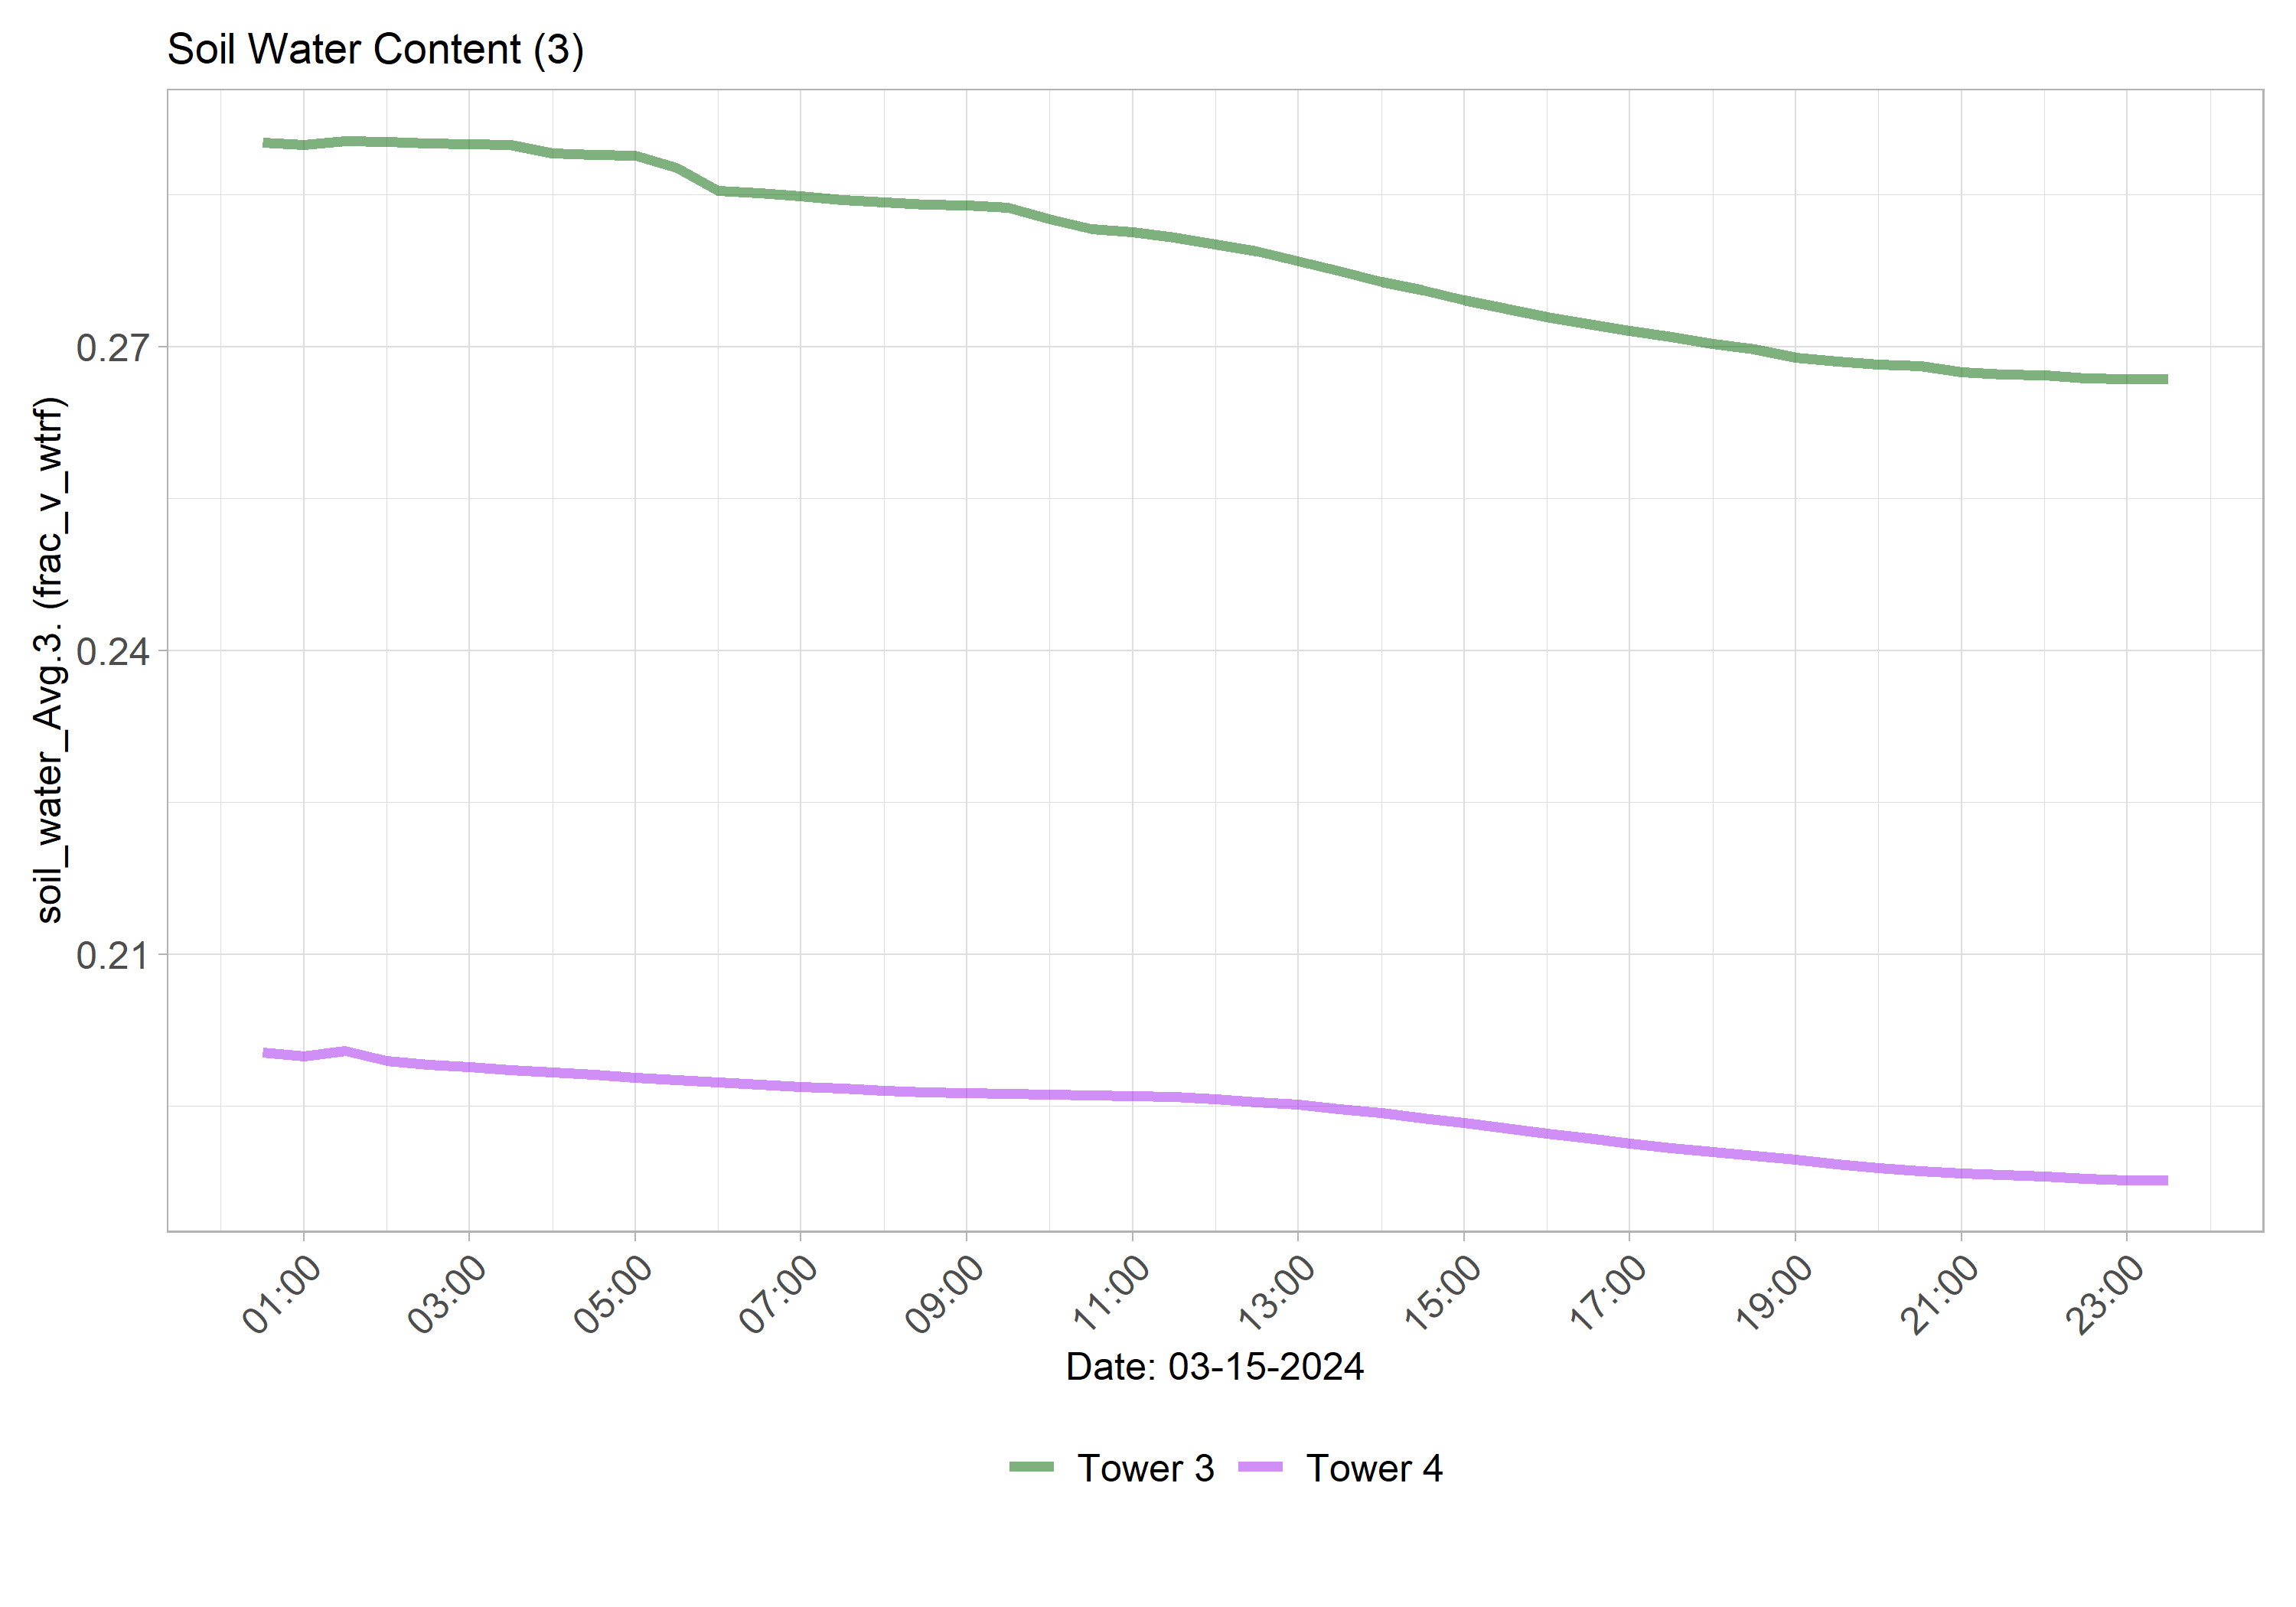 Soil Water Content (3)
soil_water_Avg.3. (frac_v_wtrf)
0.27
0.24
0.21
01:00 03:00 05:00 07:00 09:00 11:00 13:00 15:00 17:00 19:00 21:00 23:00
Date: 03-15-2024
Tower 3 Tower 4